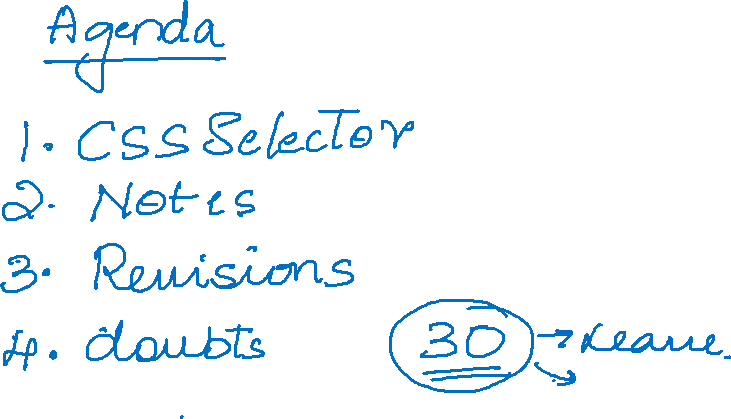 Agenda
1. CSS Selector
2. Notes
3. Revisions
4. doubts
30 → Leave.